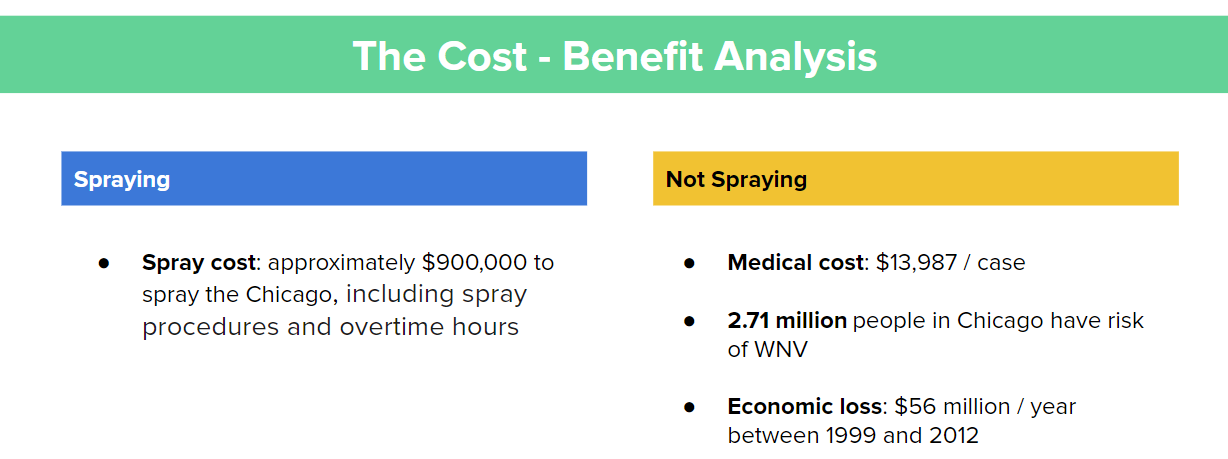 The Cost - Benefit Analysis
Spraying
● Spray cost: approximately $900,000 to
spray the Chicago, including spray
procedures and overtime hours
Not Spraying
● Medical cost: $13,987 / case
● 2.71 million people in Chicago have risk
of WNV
● Economic loss: $56 million / year
between 1999 and 2012